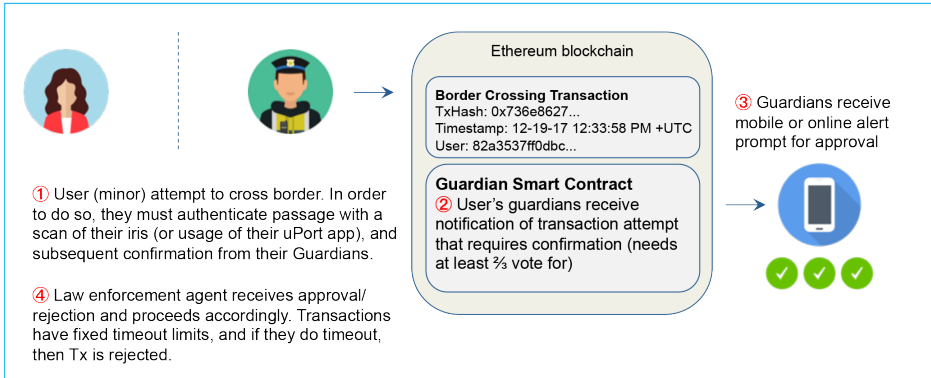 Ethereum blockchain
Border Crossing Transaction
TxHash: 0x736e8627...
Timestamp: 12-19-17 12:33:58 PM +UTC
User: 82a3537ff0dbc...
Guardian Smart Contract
② User's guardians receive
notification of transaction attempt
that requires confirmation (needs
at least ⅔ vote for)
③ Guardians receive
mobile or online alert
prompt for approval
① User (minor) attempt to cross border. In order
to do so, they must authenticate passage with a
scan of their iris (or usage of their uPort app), and
subsequent confirmation from their Guardians.
④ Law enforcement agent receives approval/
rejection and proceeds accordingly. Transactions
have fixed timeout limits, and if they do timeout,
then Tx is rejected.